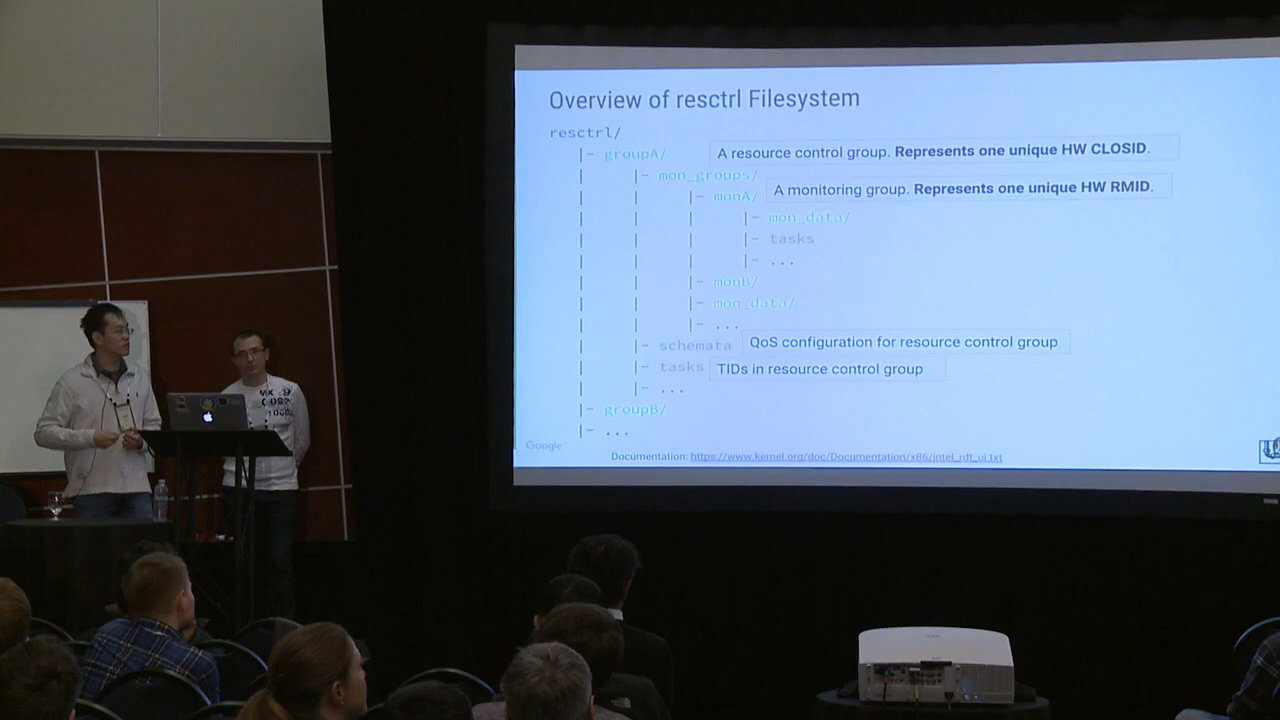 Overview of resctrl Filesystem
resctrl/
|- groupA/ A resource control group. Represents one unique HW CLOSID.
| |- mon_groups/
| | |- monA/ A monitoring group. Represents one unique HW RMID.
| | | |- mon_data/
| | | |- tasks
| | | |- ...
| | |- monB/
| | |- mon_data/
| | |- ...
| |- schemata QoS configuration for resource control group
| |- tasks TIDs in resource control group
| |- ...
|- groupB/
|- ...
Google
Documentation: https://www.kernel.org/doc/Documentation/x86/intel_rdt_ui.txt